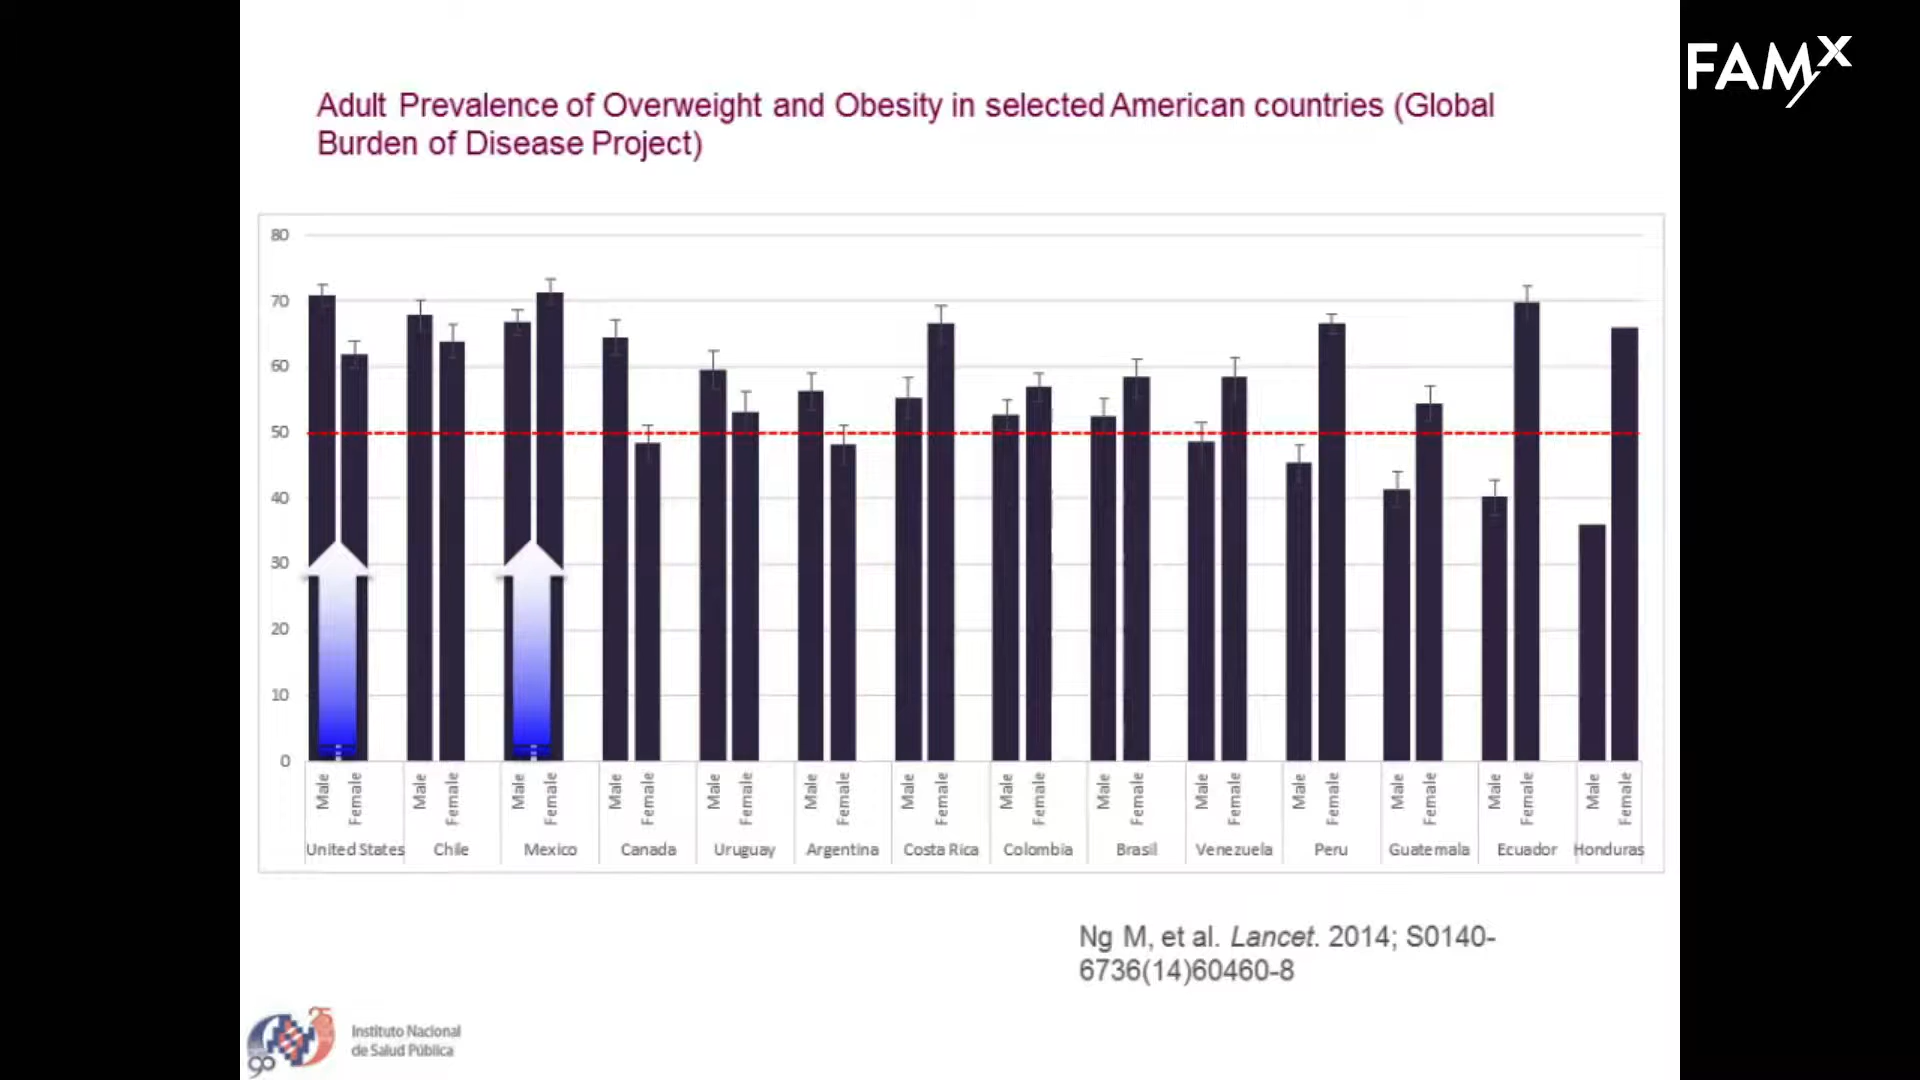 FAMX
Adult Prevalence of Overweight and Obesity in selected American countries (Global
Burden of Disease Project)
80
70
60
50
40
30
20
10
0
Male Female Male Female Male Female Male Female Male Female Male Female Male Female Male Female Male Female Male Female Male Female Male Female Male Female Male Female
United States Chile Mexico Canada Uruguay Argentina Costa Rica Colombia Brasil Venezuela Peru Guatemala Ecuador Honduras
Ng M, et al. Lancet. 2014; S0140-
6736(14)60460-8
25
90
Instituto Nacional
de Salud Pública